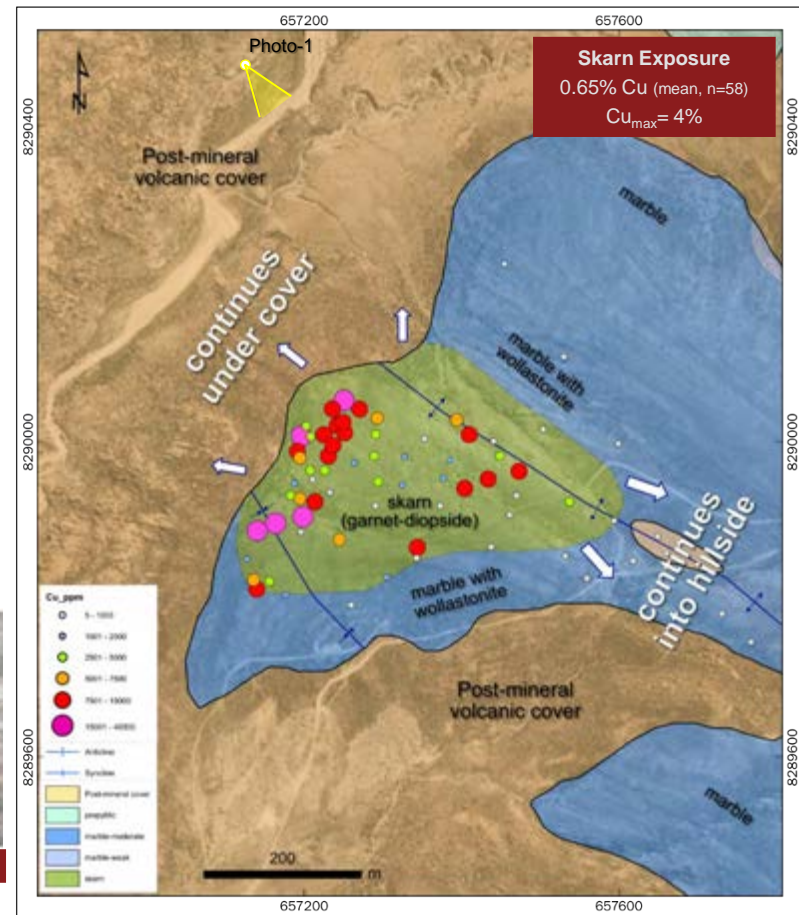 657200
657600
Photo-1
Skarn Exposure
0.65% Cu (mean, n=58)
Cumax= 4%
N
8290400
Post-mineral
volcanic cover
marble
continues
under cover
marble with
wollastonite
8290000
skarn
(garnet-diopside)
marble with
wollastonite
continues
into hillside
Cu_ppm
5 - 1000
1001 - 2000
2501 - 5000
5001 - 7500
7501 - 10000
Anticline
Syncline
Post-mineral cover
propylitic
marble-moderate
marble-weak
skarn
Post-mineral
volcanic cover
8289600
marble
200
m
657200
657600